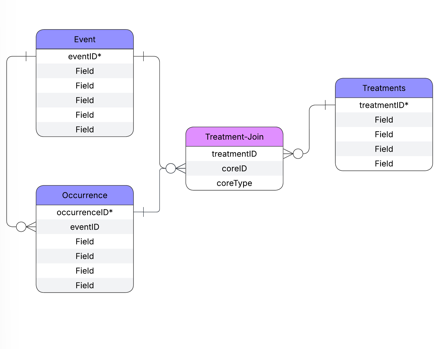 Event
eventID*
Field
Field
Field
Field
Field
Treatments
treatmentID*
Field
Field
Field
Field
Treatment-Join
treatmentID
coreID
coreType
Occurrence
occurrenceID*
eventID
Field
Field
Field
Field